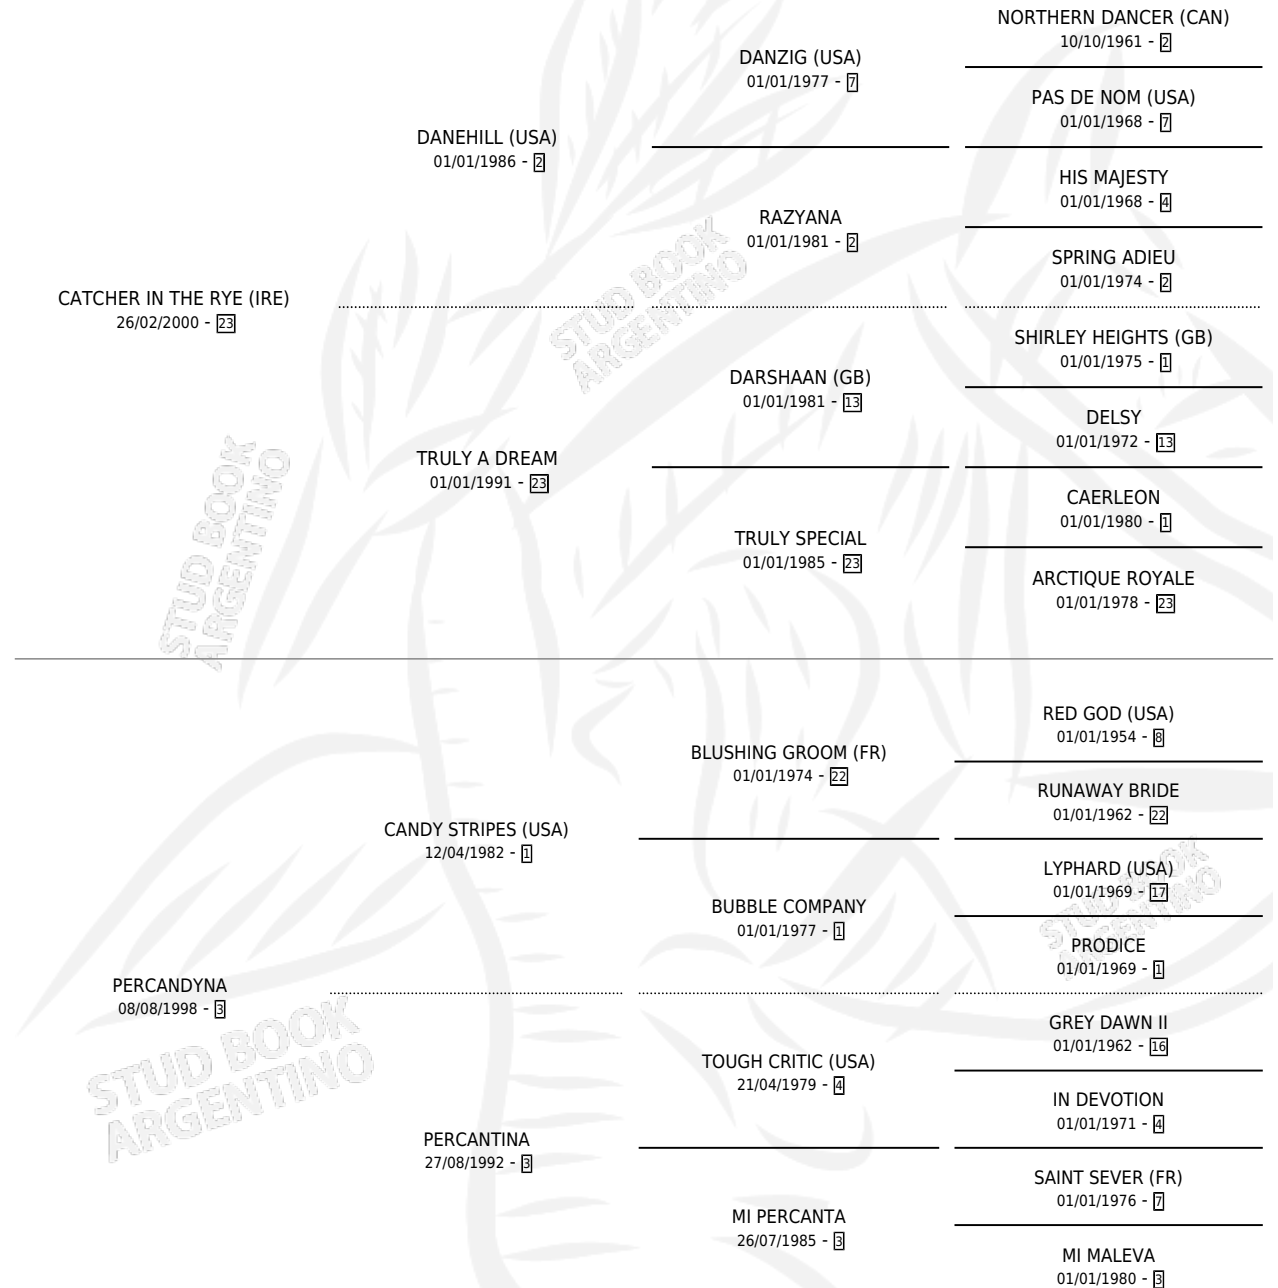 NORTHERN DANCER (CAN)
10/10/1961 - 2
DANZIG (USA)
01/01/1977 - 7
PAS DE NOM (USA)
01/01/1968 - 7
DANEHILL (USA)
01/01/1986 - 2
HIS MAJESTY
01/01/1968 - 4
RAZYANA
01/01/1981 - 2
SPRING ADIEU
01/01/1974 - 2
CATCHER IN THE RYE (IRE)
26/02/2000 - 23
STUD BOOK
ARGENTINO
SHIRLEY HEIGHTS (GB)
01/01/1975 - 1
DARSHAAN (GB)
01/01/1981 - 13
DELSY
01/01/1972 - 13
TRULY A DREAM
01/01/1991 - 23
CAERLEON
01/01/1980 - 1
TRULY SPECIAL
01/01/1985 - 23
ARCTIQUE ROYALE
01/01/1978 - 23
STUD BOOK
ARGENTINO
RED GOD (USA)
01/01/1954 - 8
BLUSHING GROOM (FR)
01/01/1974 - 22
RUNAWAY BRIDE
01/01/1962 - 22
CANDY STRIPES (USA)
12/04/1982 - 1
LYPHARD (USA)
01/01/1969 - 17
BUBBLE COMPANY
01/01/1977 - 1
STUD BOOK
ARGENTINO
PRODICE
01/01/1969 - 1
PERCANDYNA
08/08/1998 - 3
GREY DAWN II
01/01/1962 - 16
TOUGH CRITIC (USA)
21/04/1979 - 4
STUD BOOK
ARGENTINO
IN DEVOTION
01/01/1971 - 4
PERCANTINA
27/08/1992 - 3
SAINT SEVER (FR)
01/01/1976 - 7
MI PERCANTA
26/07/1985 - 3
MI MALEVA
01/01/1980 - 3